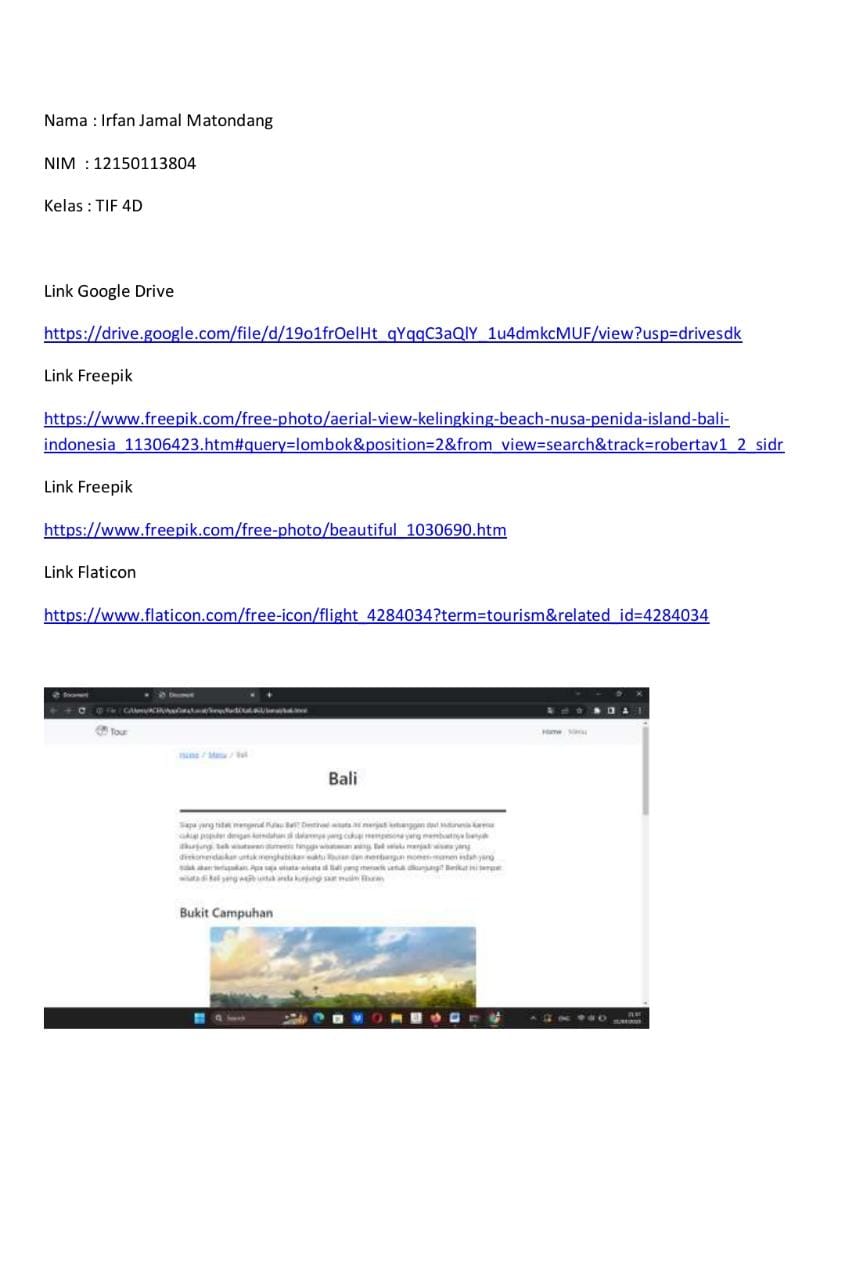 Nama : Irfan Jamal Matondang
NIM : 12150113804
Kelas : TIF 4D
Link Google Drive
https://drive.google.com/file/d/19o1frOelHt_qYqqC3aQlY_1u4dmkcMUF/view?usp=drivesdk
Link Freepik
https://www.freepik.com/free-photo/aerial-view-kelingking-beach-nusa-penida-island-bali-
indonesia_11306423.htm#query=lombok&position=2&from_view=search&track=robertav1_2_sidr
Link Freepik
https://www.freepik.com/free-photo/beautiful_1030690.htm
Link Flaticon
https://www.flaticon.com/free-icon/flight_4284034?term=tourism&related_id=4284034
Document Document
Tour Home Menu
Home / Menu / Bali
Bali
Siapa yang tidak mengenal Pulau Bali? Destinasi wisata ini menjadi kebanggan dari Indonesia karena
cukup populer dengan keindahan di dalamnya yang cukup mempesona yang membuatnya banyak
dikunjungi. baik wisatawan domestic hingga wisatawan asing. Bali selalu menjadi wisata yang
direkomendasikan untuk menghabiskan waktu liburan dan membangun momen-momen indah yang
tidak akan terlupakan. Apa saja wisata-wisata di Bali yang menarik untuk dikunjungi? Berikut ini tempat
wisata di Bali yang wajib untuk anda kunjungi saat musim liburan.
Bukit Campuhan
Search ENG